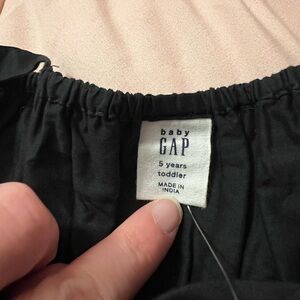 baby
GAP
5 years
toddler
MADE IN
INDIA